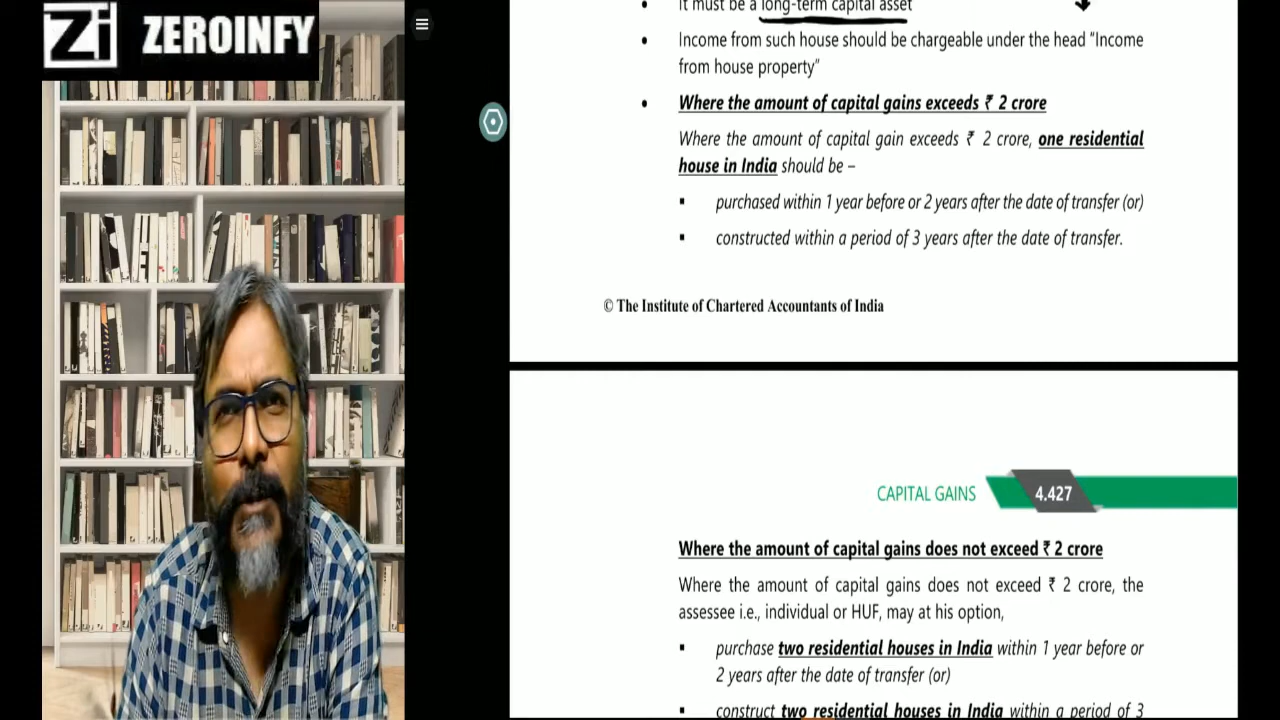 Zi ZEROINFY
• It must be a long-term capital asset
• Income from such house should be chargeable under the head “Income
from house property”
• Where the amount of capital gains exceeds ₹ 2 crore
Where the amount of capital gain exceeds ₹ 2 crore, one residential
house in India should be –
▪ purchased within 1 year before or 2 years after the date of transfer (or)
▪ constructed within a period of 3 years after the date of transfer.
© The Institute of Chartered Accountants of India
CAPITAL GAINS 4.427
Where the amount of capital gains does not exceed ₹ 2 crore
Where the amount of capital gains does not exceed ₹ 2 crore, the
assessee i.e., individual or HUF, may at his option,
▪ purchase two residential houses in India within 1 year before or
2 years after the date of transfer (or)
▪ construct two residential houses in India within a period of 3